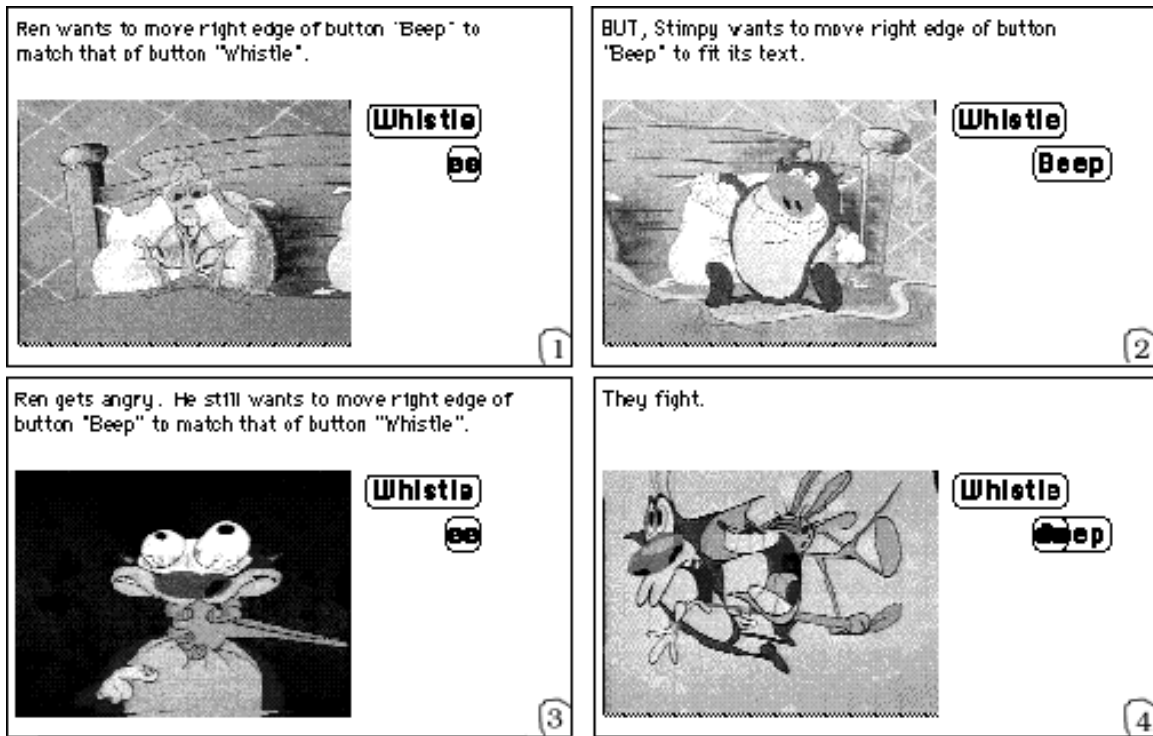 Ren wants to move right edge of button "Beep" to
match that of button "Whistle".
Whistle
ee
1
BUT, Stimpy wants to move right edge of button
"Beep" to fit its text.
Whistle
Beep
2
Ren gets angry. He still wants to move right edge of
button "Beep" to match that of button "Whistle".
Whistle
ee
3
They fight.
Whistle
eep
4